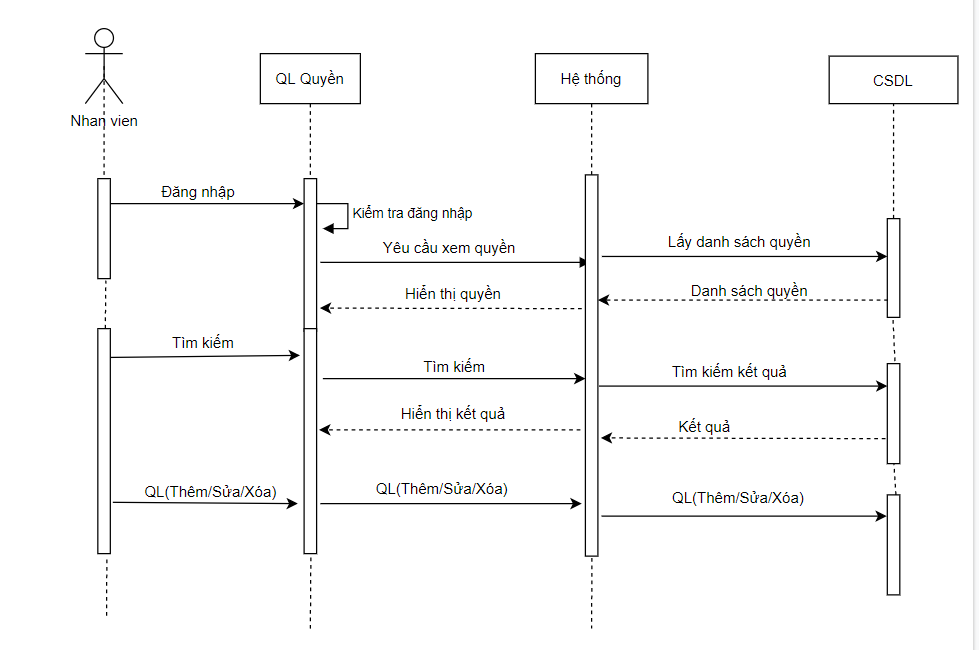 Nhan vien
QL Quyền
Hệ thống
CSDL
Đăng nhập
Kiểm tra đăng nhập
Yêu cầu xem quyền
Lấy danh sách quyền
Hiển thị quyền
Danh sách quyền
Tìm kiếm
Tìm kiếm
Tìm kiếm kết quả
Hiển thị kết quả
Kết quả
QL(Thêm/Sửa/Xóa)
QL(Thêm/Sửa/Xóa)
QL(Thêm/Sửa/Xóa)